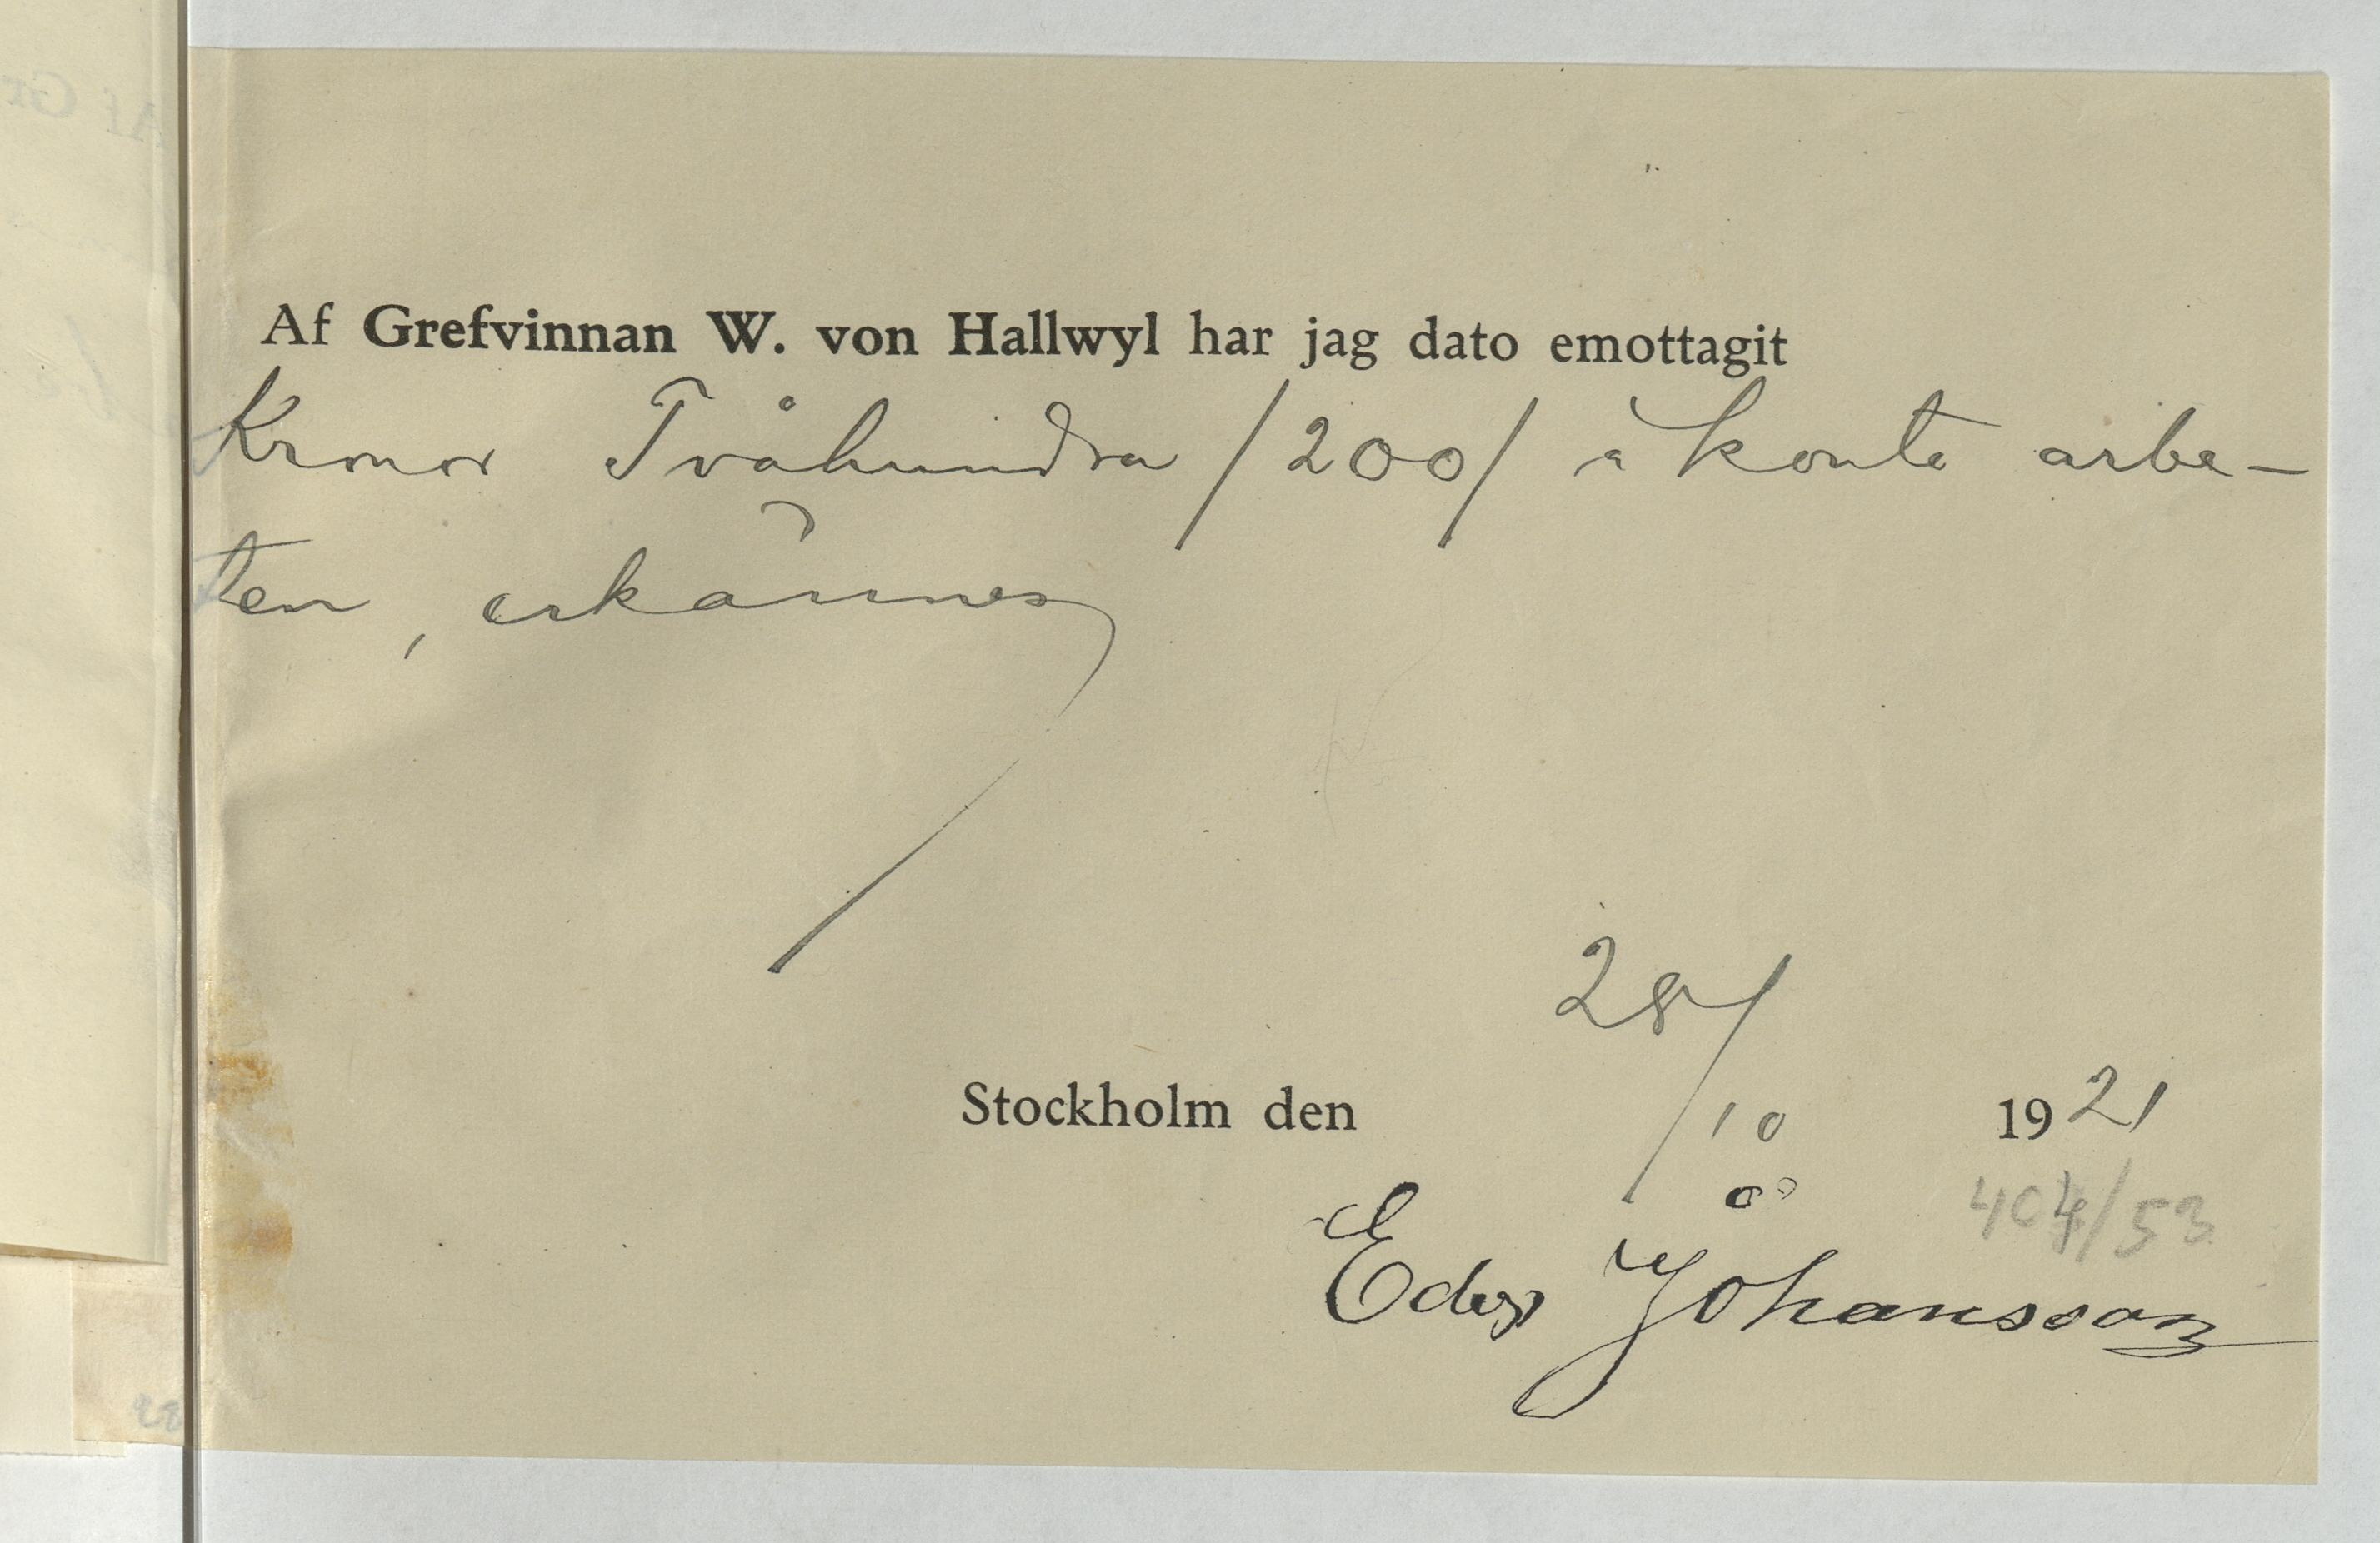 Af Grefvinnan W. von Hallwyl har jag dato emottagit
Kronor Tvåhundra /200/ à konto arbe-
ten, erkännes
28/10
Stockholm den 1921
404/53
Johansson